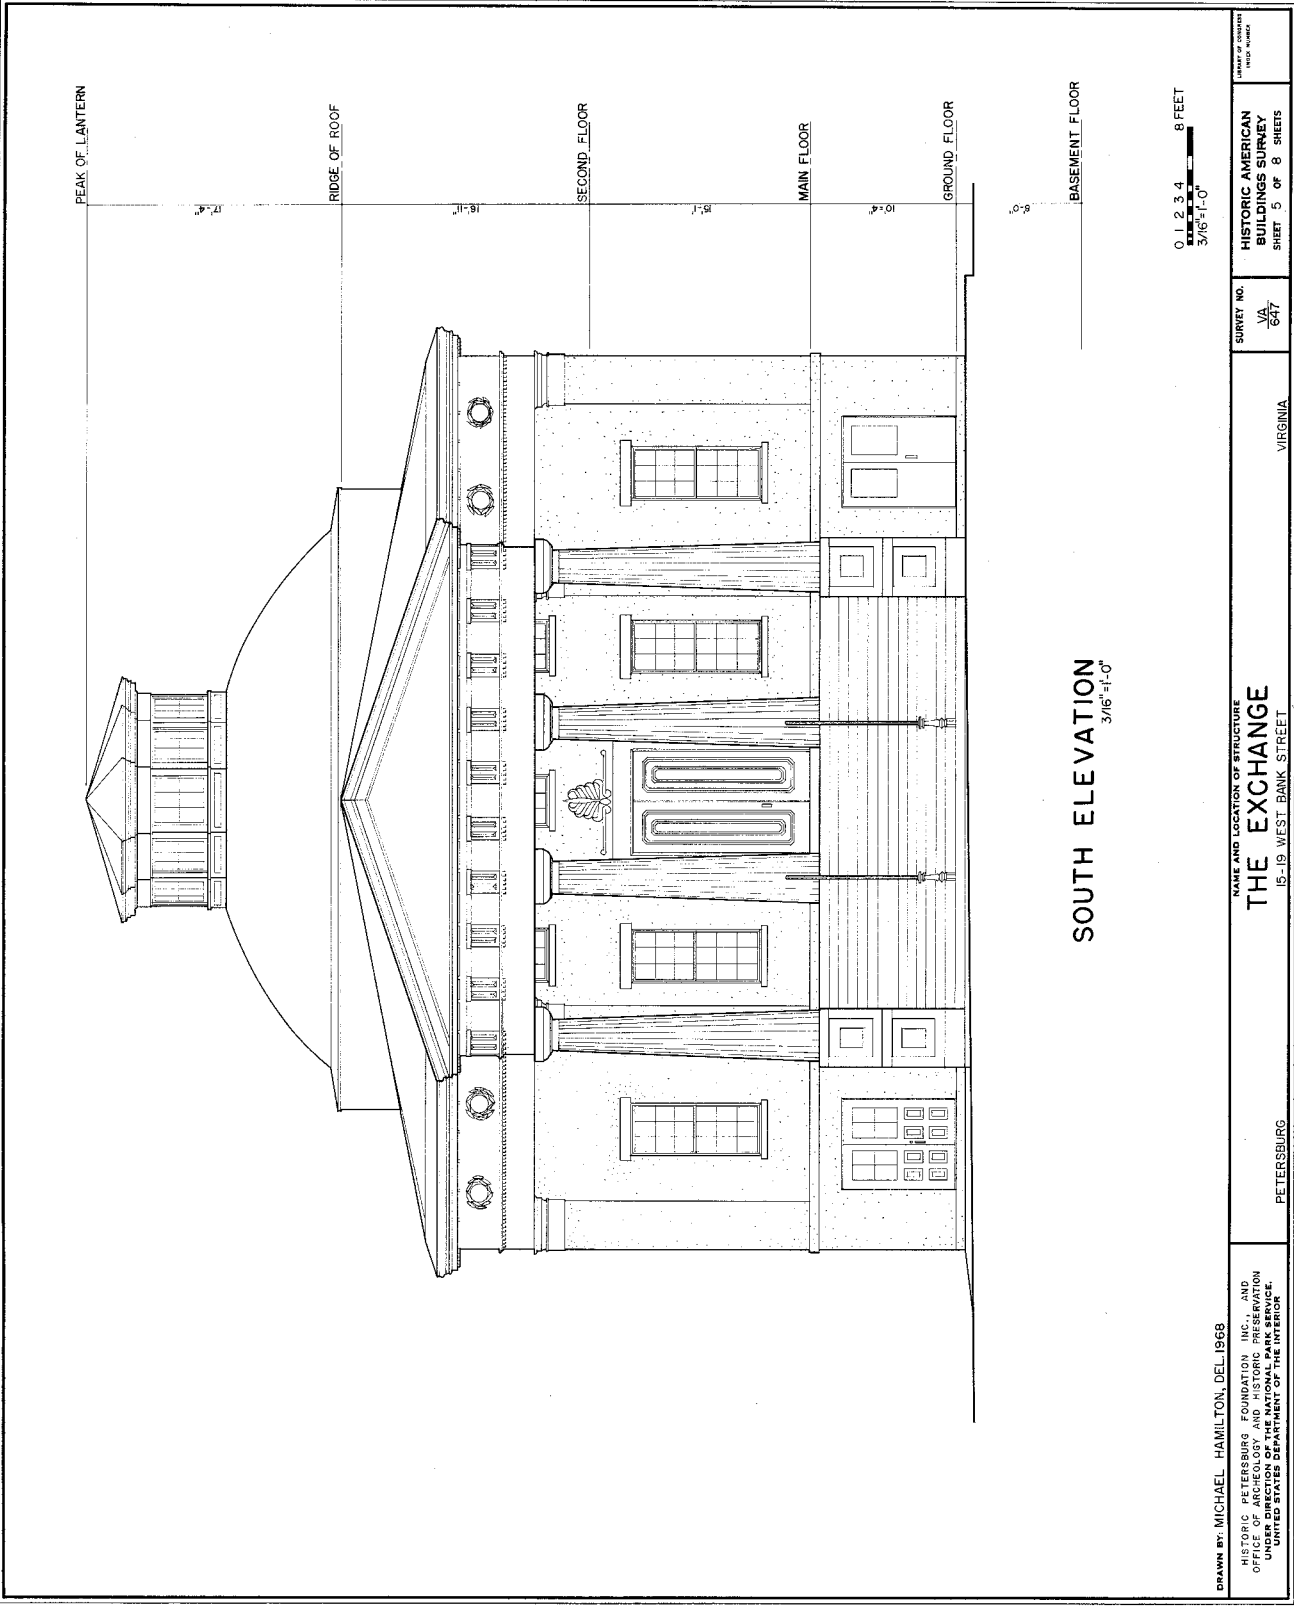 PEAK OF LANTERN
17'-4"
RIDGE OF ROOF
16'-11"
SECOND FLOOR
15'-1"
MAIN FLOOR
10'-4"
GROUND FLOOR
8'-0"
BASEMENT FLOOR
SOUTH ELEVATION
3/16"=1'-0"
0 1 2 3 4 8 FEET
3/16"=1'-0"
DRAWN BY: MICHAEL HAMILTON, DEL. 1968
HISTORIC PETERSBURG FOUNDATION INC., AND
OFFICE OF ARCHEOLOGY AND HISTORIC PRESERVATION
UNDER DIRECTION OF THE NATIONAL PARK SERVICE,
UNITED STATES DEPARTMENT OF THE INTERIOR
NAME AND LOCATION OF STRUCTURE
THE EXCHANGE
PETERSBURG 15-19 WEST BANK STREET VIRGINIA
SURVEY NO.
VA
647
HISTORIC AMERICAN
BUILDINGS SURVEY
SHEET 5 OF 8 SHEETS
LIBRARY OF CONGRESS
INDEX NUMBER